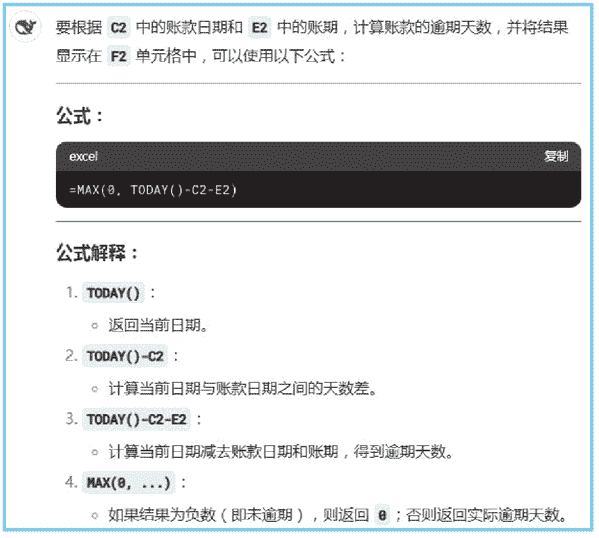 要根据 C2 中的账款日期和 E2 中的账期，计算账款的逾期天数，并将结果
显示在 F2 单元格中，可以使用以下公式：
公式：
excel 复制
=MAX(0, TODAY()-C2-E2)
公式解释：
1. TODAY()：
返回当前日期。
2. TODAY()-C2：
计算当前日期与账款日期之间的天数差。
3. TODAY()-C2-E2：
计算当前日期减去账款日期和账期，得到逾期天数。
4. MAX(0, ...)：
如果结果为负数（即未逾期），则返回 0；否则返回实际逾期天数。